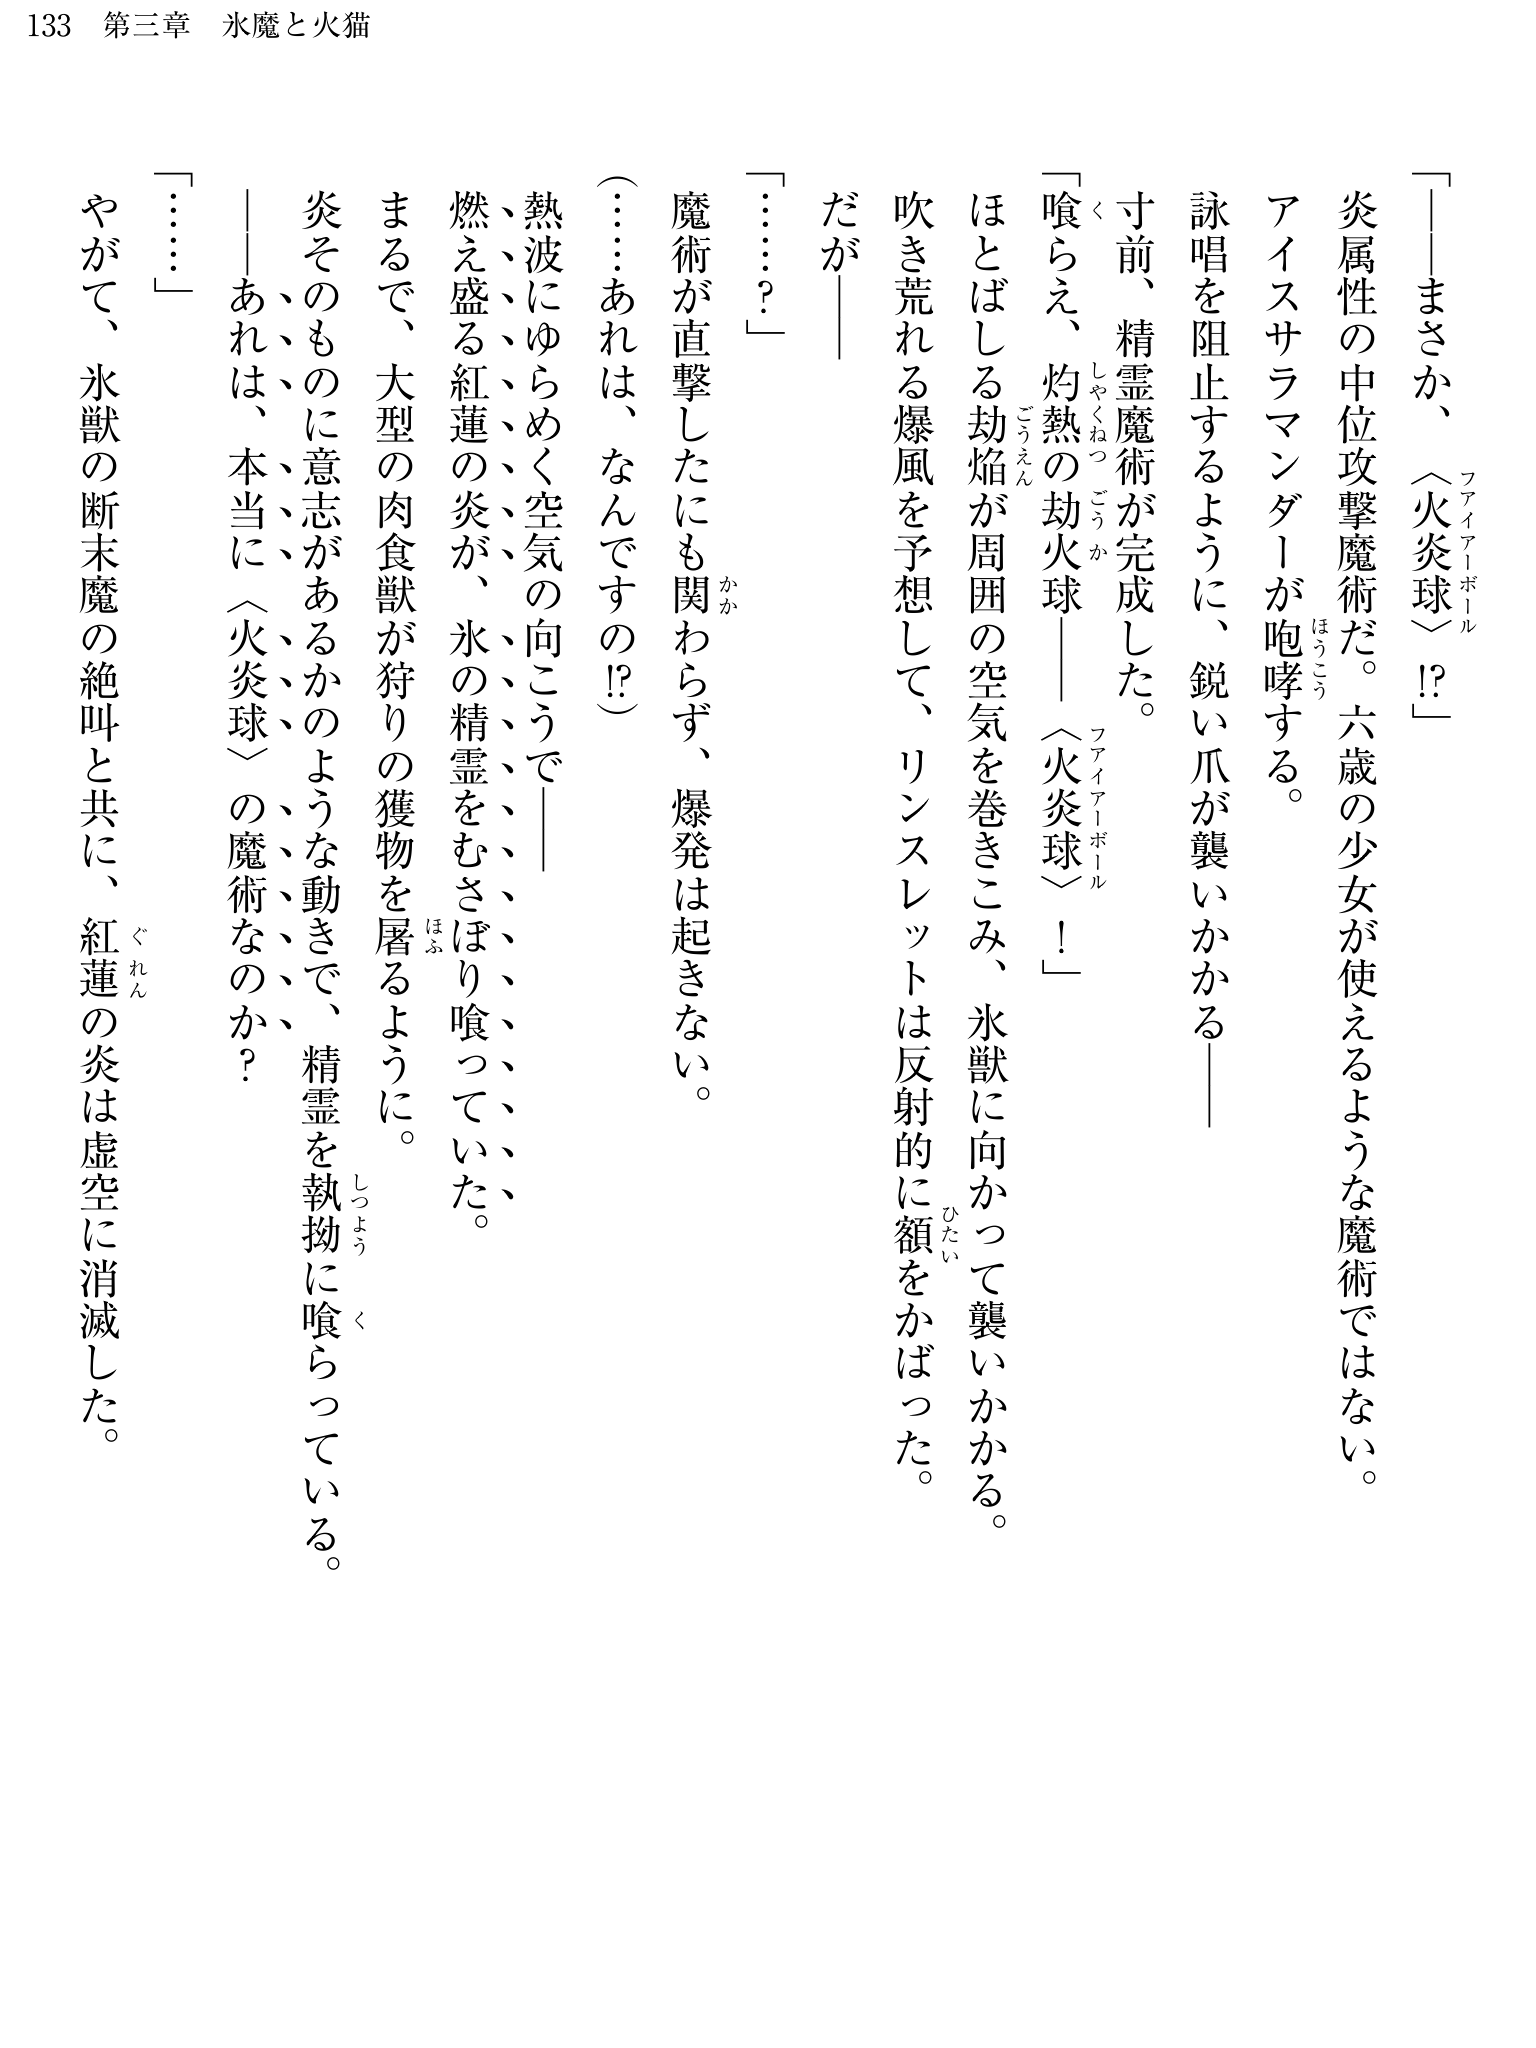 133　第三章　氷魔と火猫
「――まさか、〈火炎球〉!?」
炎属性の中位攻撃魔術だ。六歳の少女が使えるような魔術ではない。
アイスサラマンダーが咆哮する。
詠唱を阻止するように、鋭い爪が襲いかかる――
寸前、精霊魔術が完成した。
「喰らえ、灼熱の劫火球――〈火炎球〉！」
ほとばしる劫焔が周囲の空気を巻きこみ、氷獣に向かって襲いかかる。
吹き荒れる爆風を予想して、リンスレットは反射的に額をかばった。
だが――
「……？」
魔術が直撃したにも関わらず、爆発は起きない。
（……あれは、なんですの!?）
熱波にゆらめく空気の向こうで――
燃え盛る紅蓮の炎が、氷の精霊をむさぼり喰っていた。
まるで、大型の肉食獣が狩りの獲物を屠るように。
炎そのものに意志があるかのような動きで、精霊を執拗に喰らっている。
――あれは、本当に〈火炎球〉の魔術なのか？
「……」
やがて、氷獣の断末魔の絶叫と共に、紅蓮の炎は虚空に消滅した。